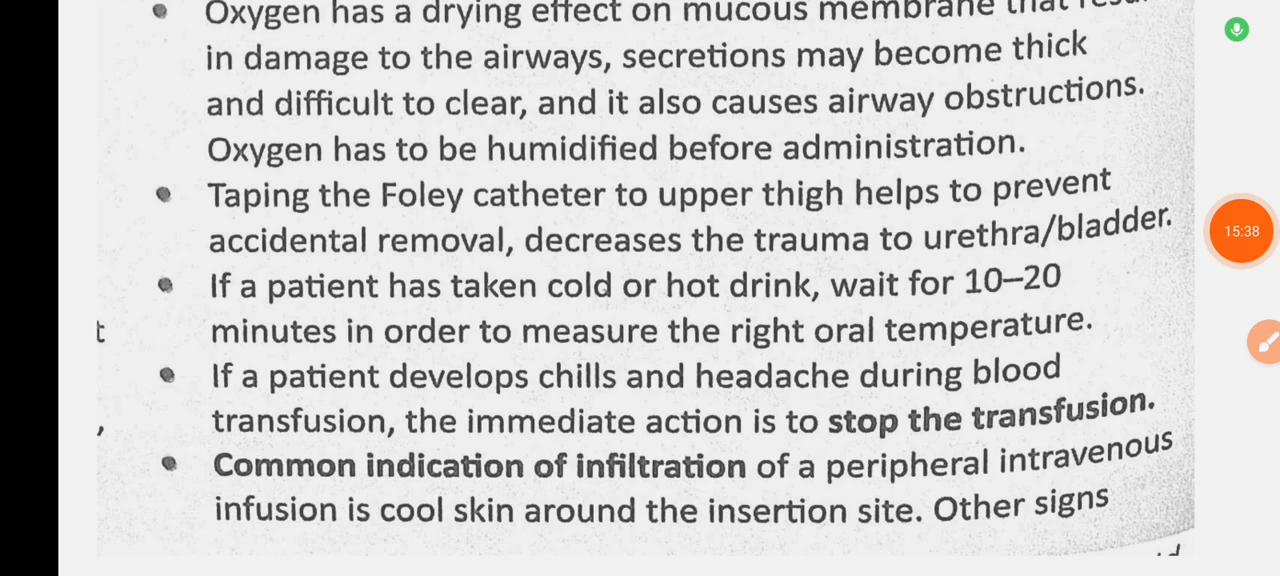 Oxygen has a drying effect on mucous membrane that
in damage to the airways, secretions may become thick
and difficult to clear, and it also causes airway obstructions.
Oxygen has to be humidified before administration.
Taping the Foley catheter to upper thigh helps to prevent
accidental removal, decreases the trauma to urethra/bladder.
If a patient has taken cold or hot drink, wait for 10–20
minutes in order to measure the right oral temperature.
If a patient develops chills and headache during blood
transfusion, the immediate action is to stop the transfusion.
Common indication of infiltration of a peripheral intravenous
infusion is cool skin around the insertion site. Other signs
t
,
15:38